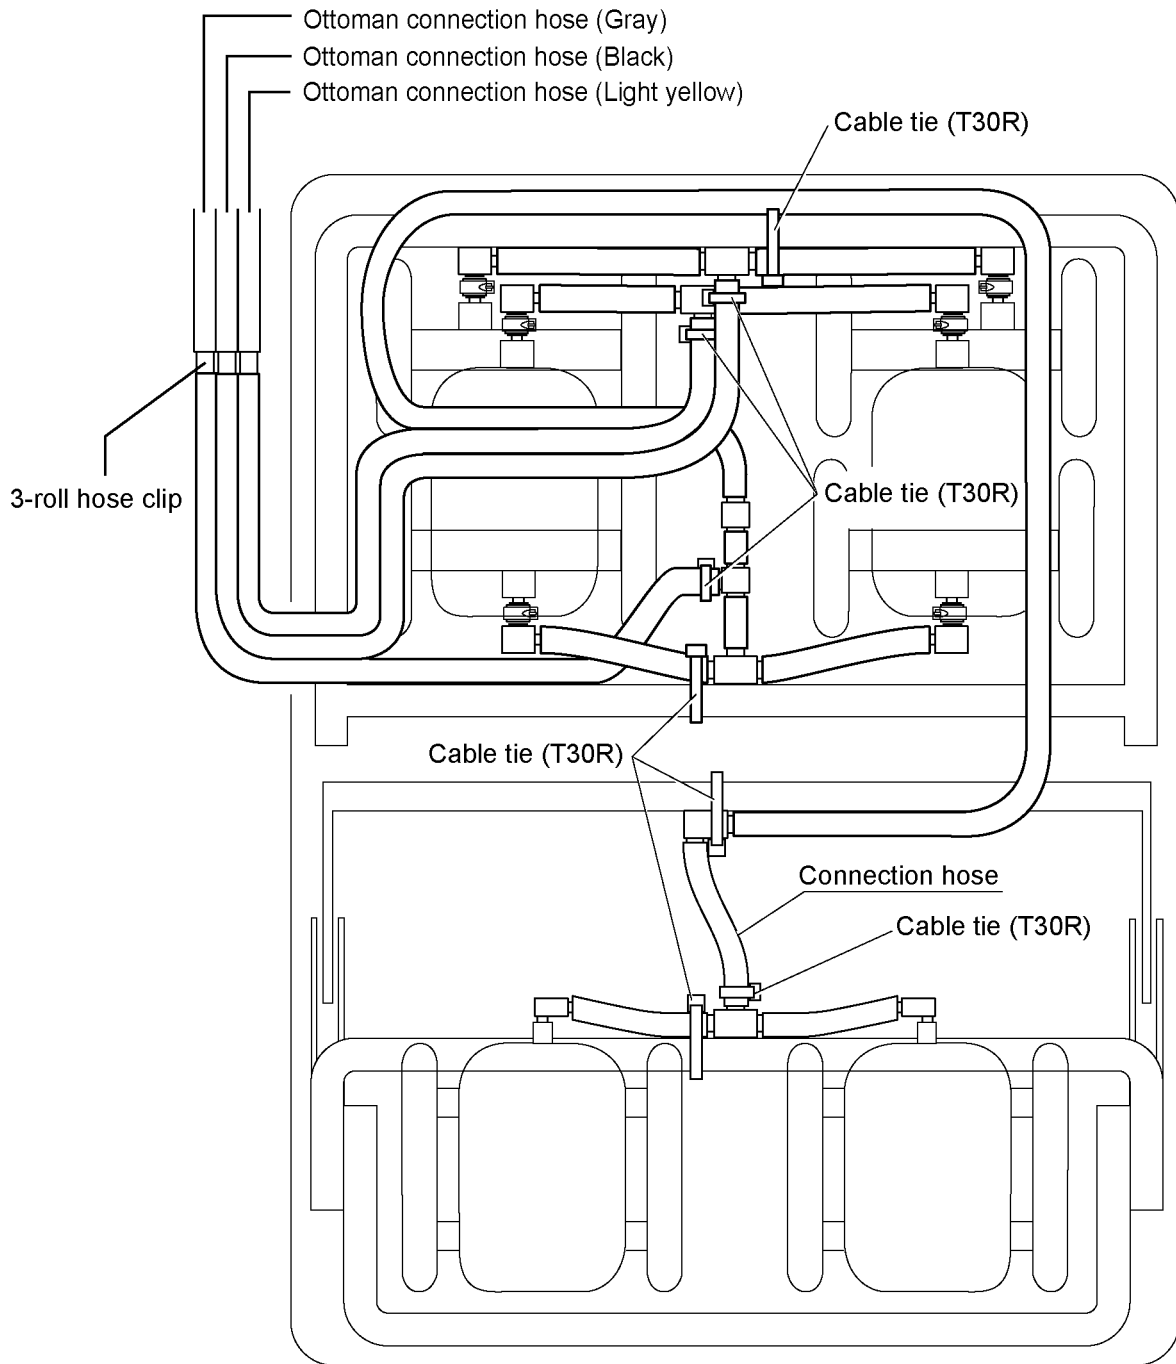 Ottoman connection hose (Gray)
Ottoman connection hose (Black)
Ottoman connection hose (Light yellow)
Cable tie (T30R)
3-roll hose clip
Cable tie (T30R)
Cable tie (T30R)
Connection hose
Cable tie (T30R)